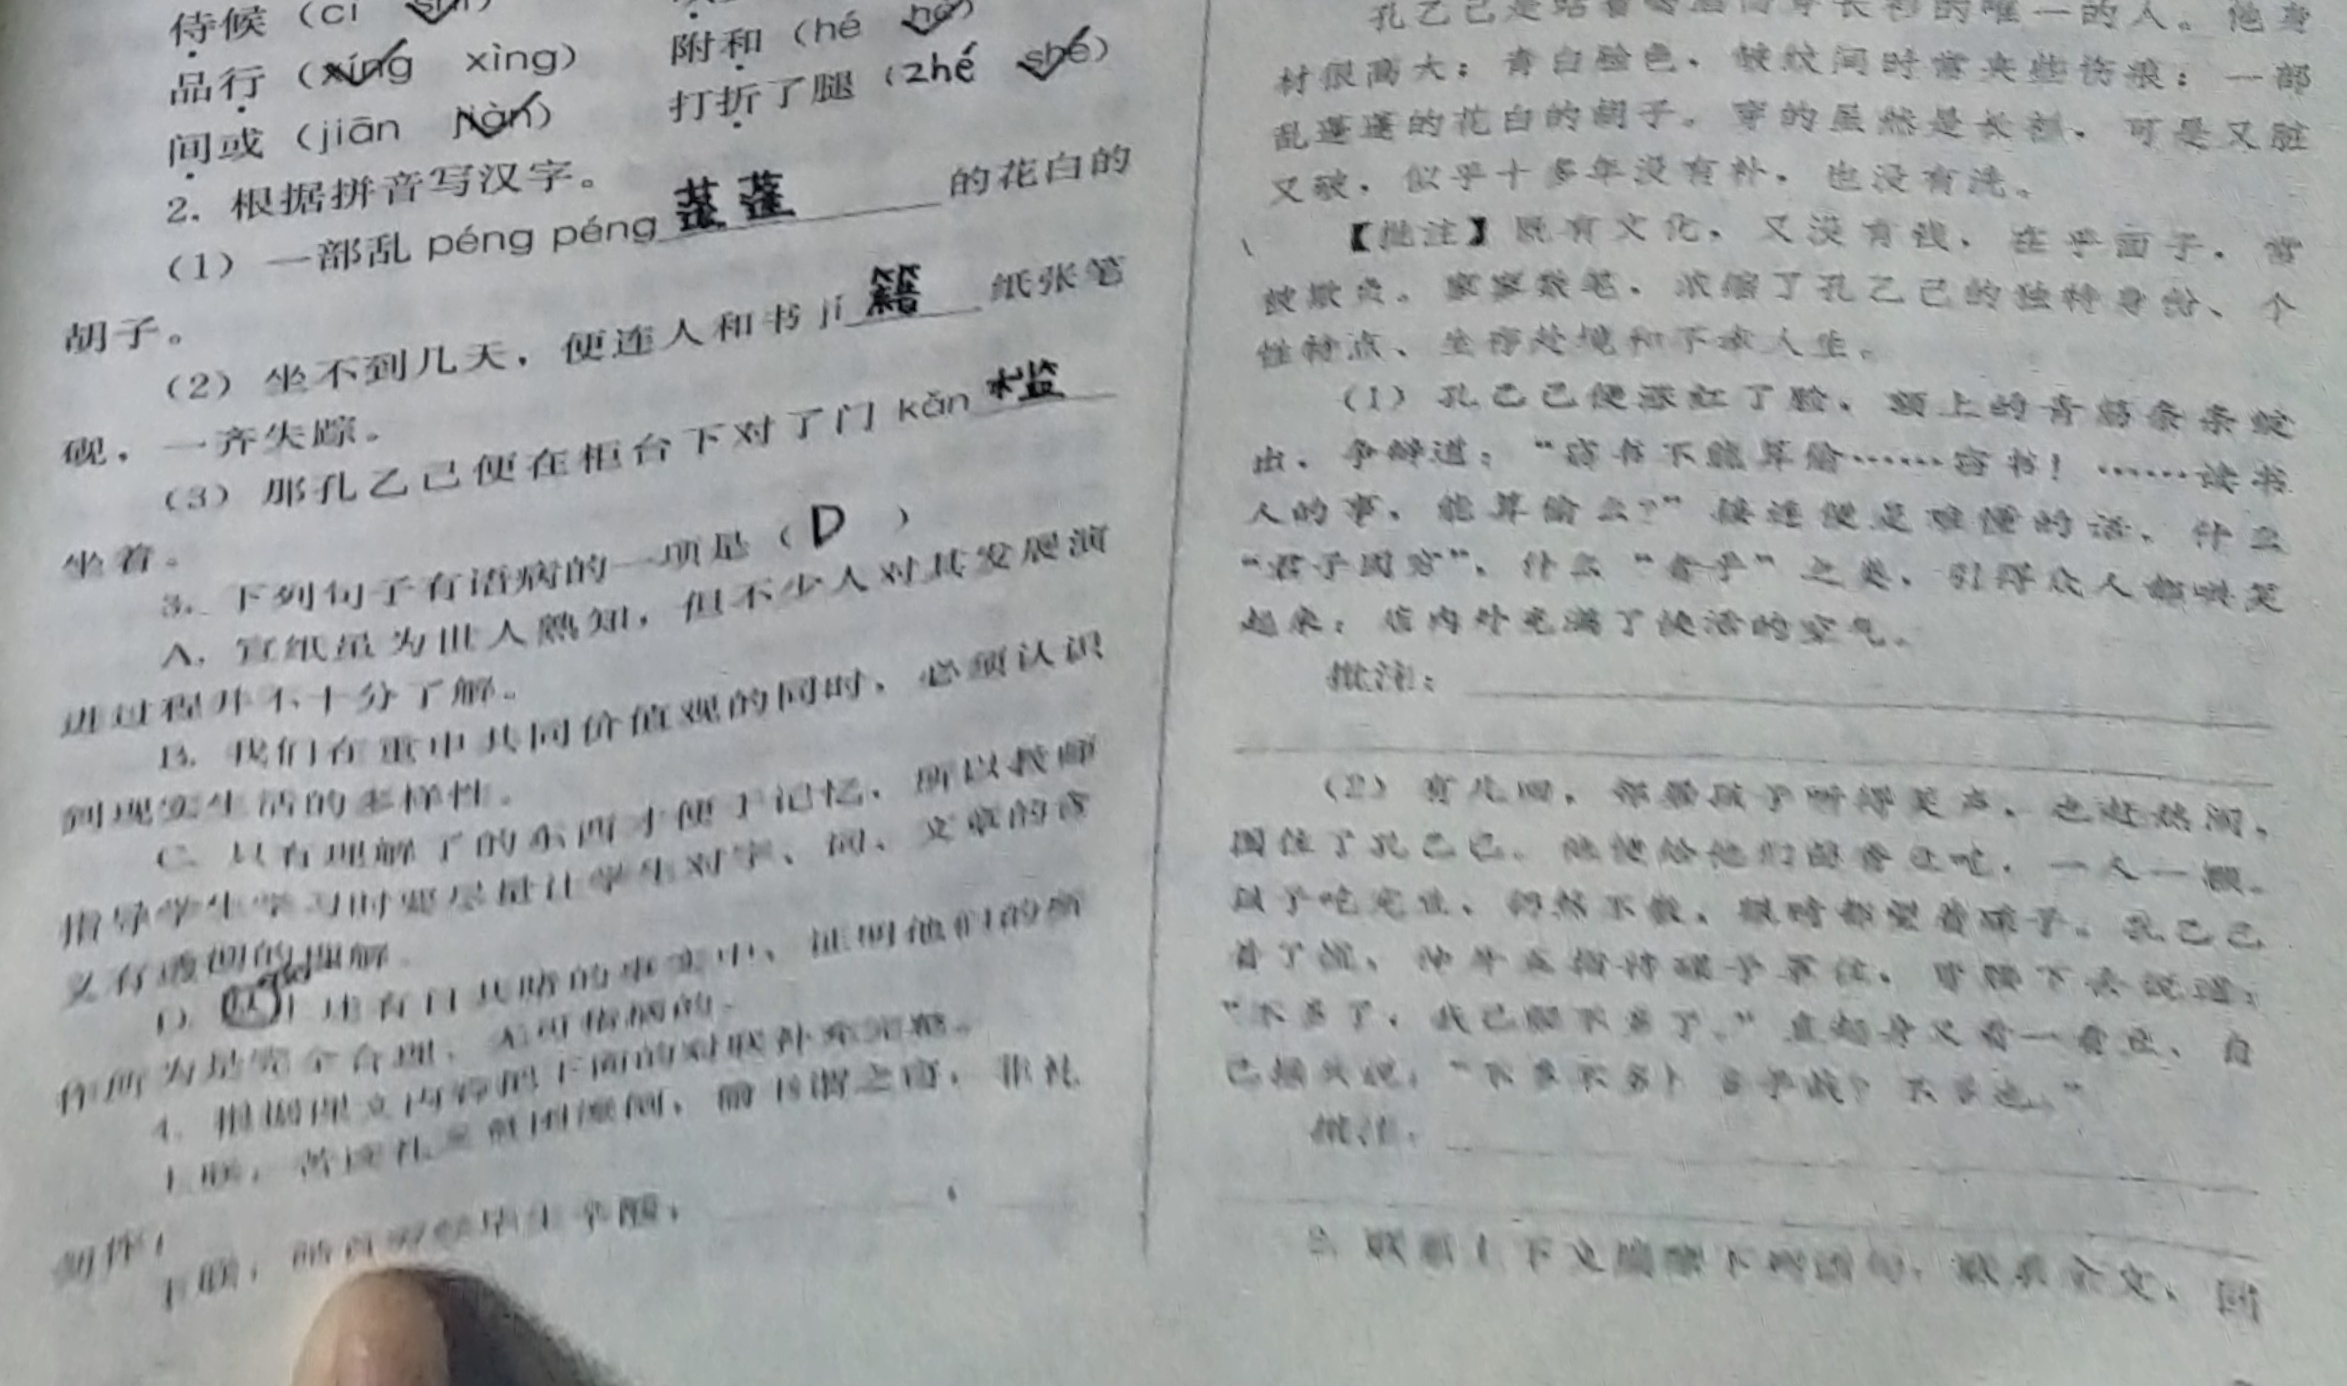 侍候（cì shì）
品行（xíng xìng） 附和（hé hè）
间或（jiān jiàn） 打折了腿（zhé shé）
2. 根据拼音写汉字。
（1）一部乱 péng péng 蓬蓬 的花白的
胡子。
（2）坐不到几天，便连人和书 jí 籍 纸张笔
砚，一齐失踪。
（3）那孔乙己便在柜台下对了门 kǎn 槛
坐着。
3. 下列句子有语病的一项是（ D ）
A. 宣纸虽为世人熟知，但不少人对其发展演
进过程并不十分了解。
B. 我们在重申共同价值观的同时，必须认识
到现实生活的多样性。
C. 只有理解了的东西才便于记忆，所以教师
指导学生学习时要尽量让学生对字、词、文章的含
义有透彻的理解。
D. 有目共睹的事实中，证明他们的所
作所为是完全合理、无可指摘的。
4. 根据课文内容把下面的对联补充完整。
上联：苦读孔 ，窃书谓之窃，非礼
勿作；
下联：
孔乙己是站着喝酒而穿长衫的唯一的人。他身
材很高大；青白脸色，皱纹间时常夹些伤痕；一部
乱蓬蓬的花白的胡子。穿的虽然是长衫，可是又脏
又破，似乎十多年没有补，也没有洗。
【批注】既有文化，又没有钱，在乎面子，常
被欺负。寥寥数笔，浓缩了孔乙己的独特身份、个
性特点、生存处境和不幸人生。
（1）孔乙己便涨红了脸，额上的青筋条条绽
出，争辩道：“窃书不能算偷……窃书！……读书
人的事，能算偷么？”接连便是难懂的话，什么
“君子固穷”，什么“者乎”之类，引得众人都哄笑
起来：店内外充满了快活的空气。
批注：
（2）有几回，邻居孩子听得笑声，也赶热闹，
围住了孔乙己。他便给他们茴香豆吃，一人一颗。
孩子吃完豆，仍然不散，眼睛都望着碟子。孔乙己
着了慌，伸开五指将碟子罩住，弯腰下去说道：
“不多了，我已经不多了。”直起身又看一看豆，自
己摇头说：“不多不多！多乎哉？不多也。”
批注：
2. 联系上下文 下列语句，联系全文，回